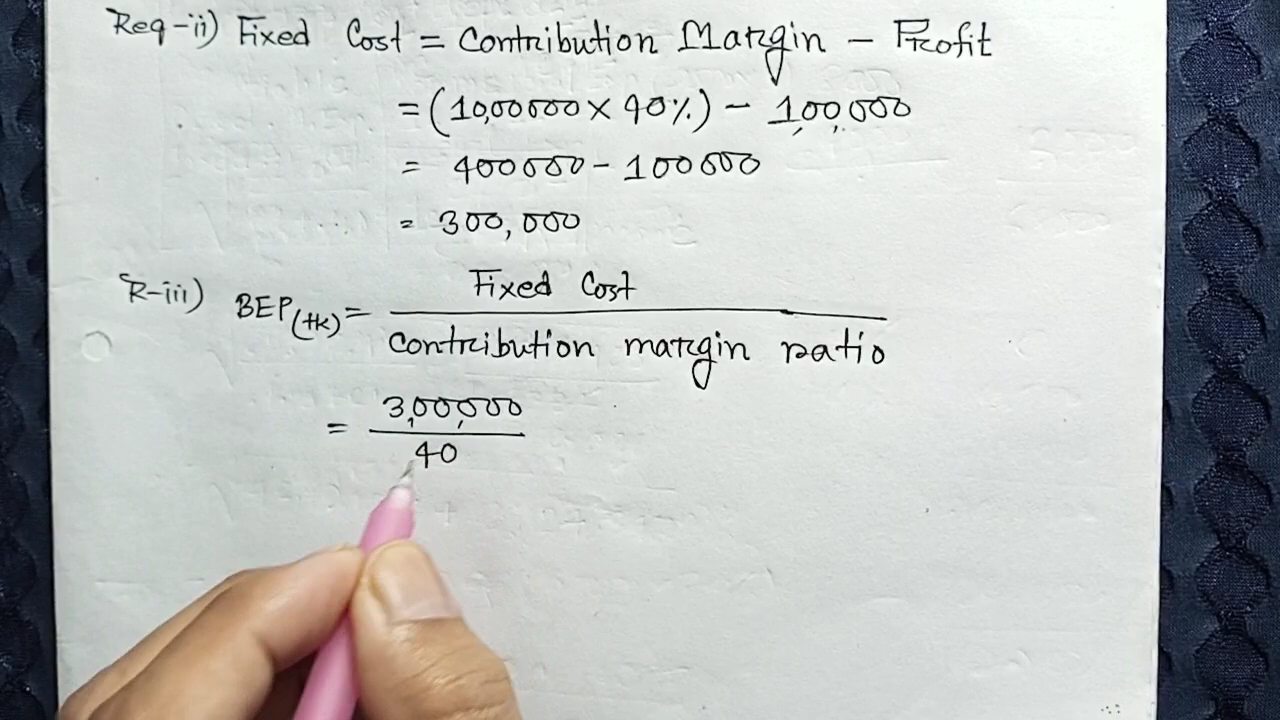 Req-ii) Fixed Cost = Contribution Margin - Profit
= (10,00000 × 40%) - 1,00,000
= 400000 - 100000
= 300,000
R-iii) BEP(tk) = Fixed Cost
contribution margin ratio
= 3,00,000
40